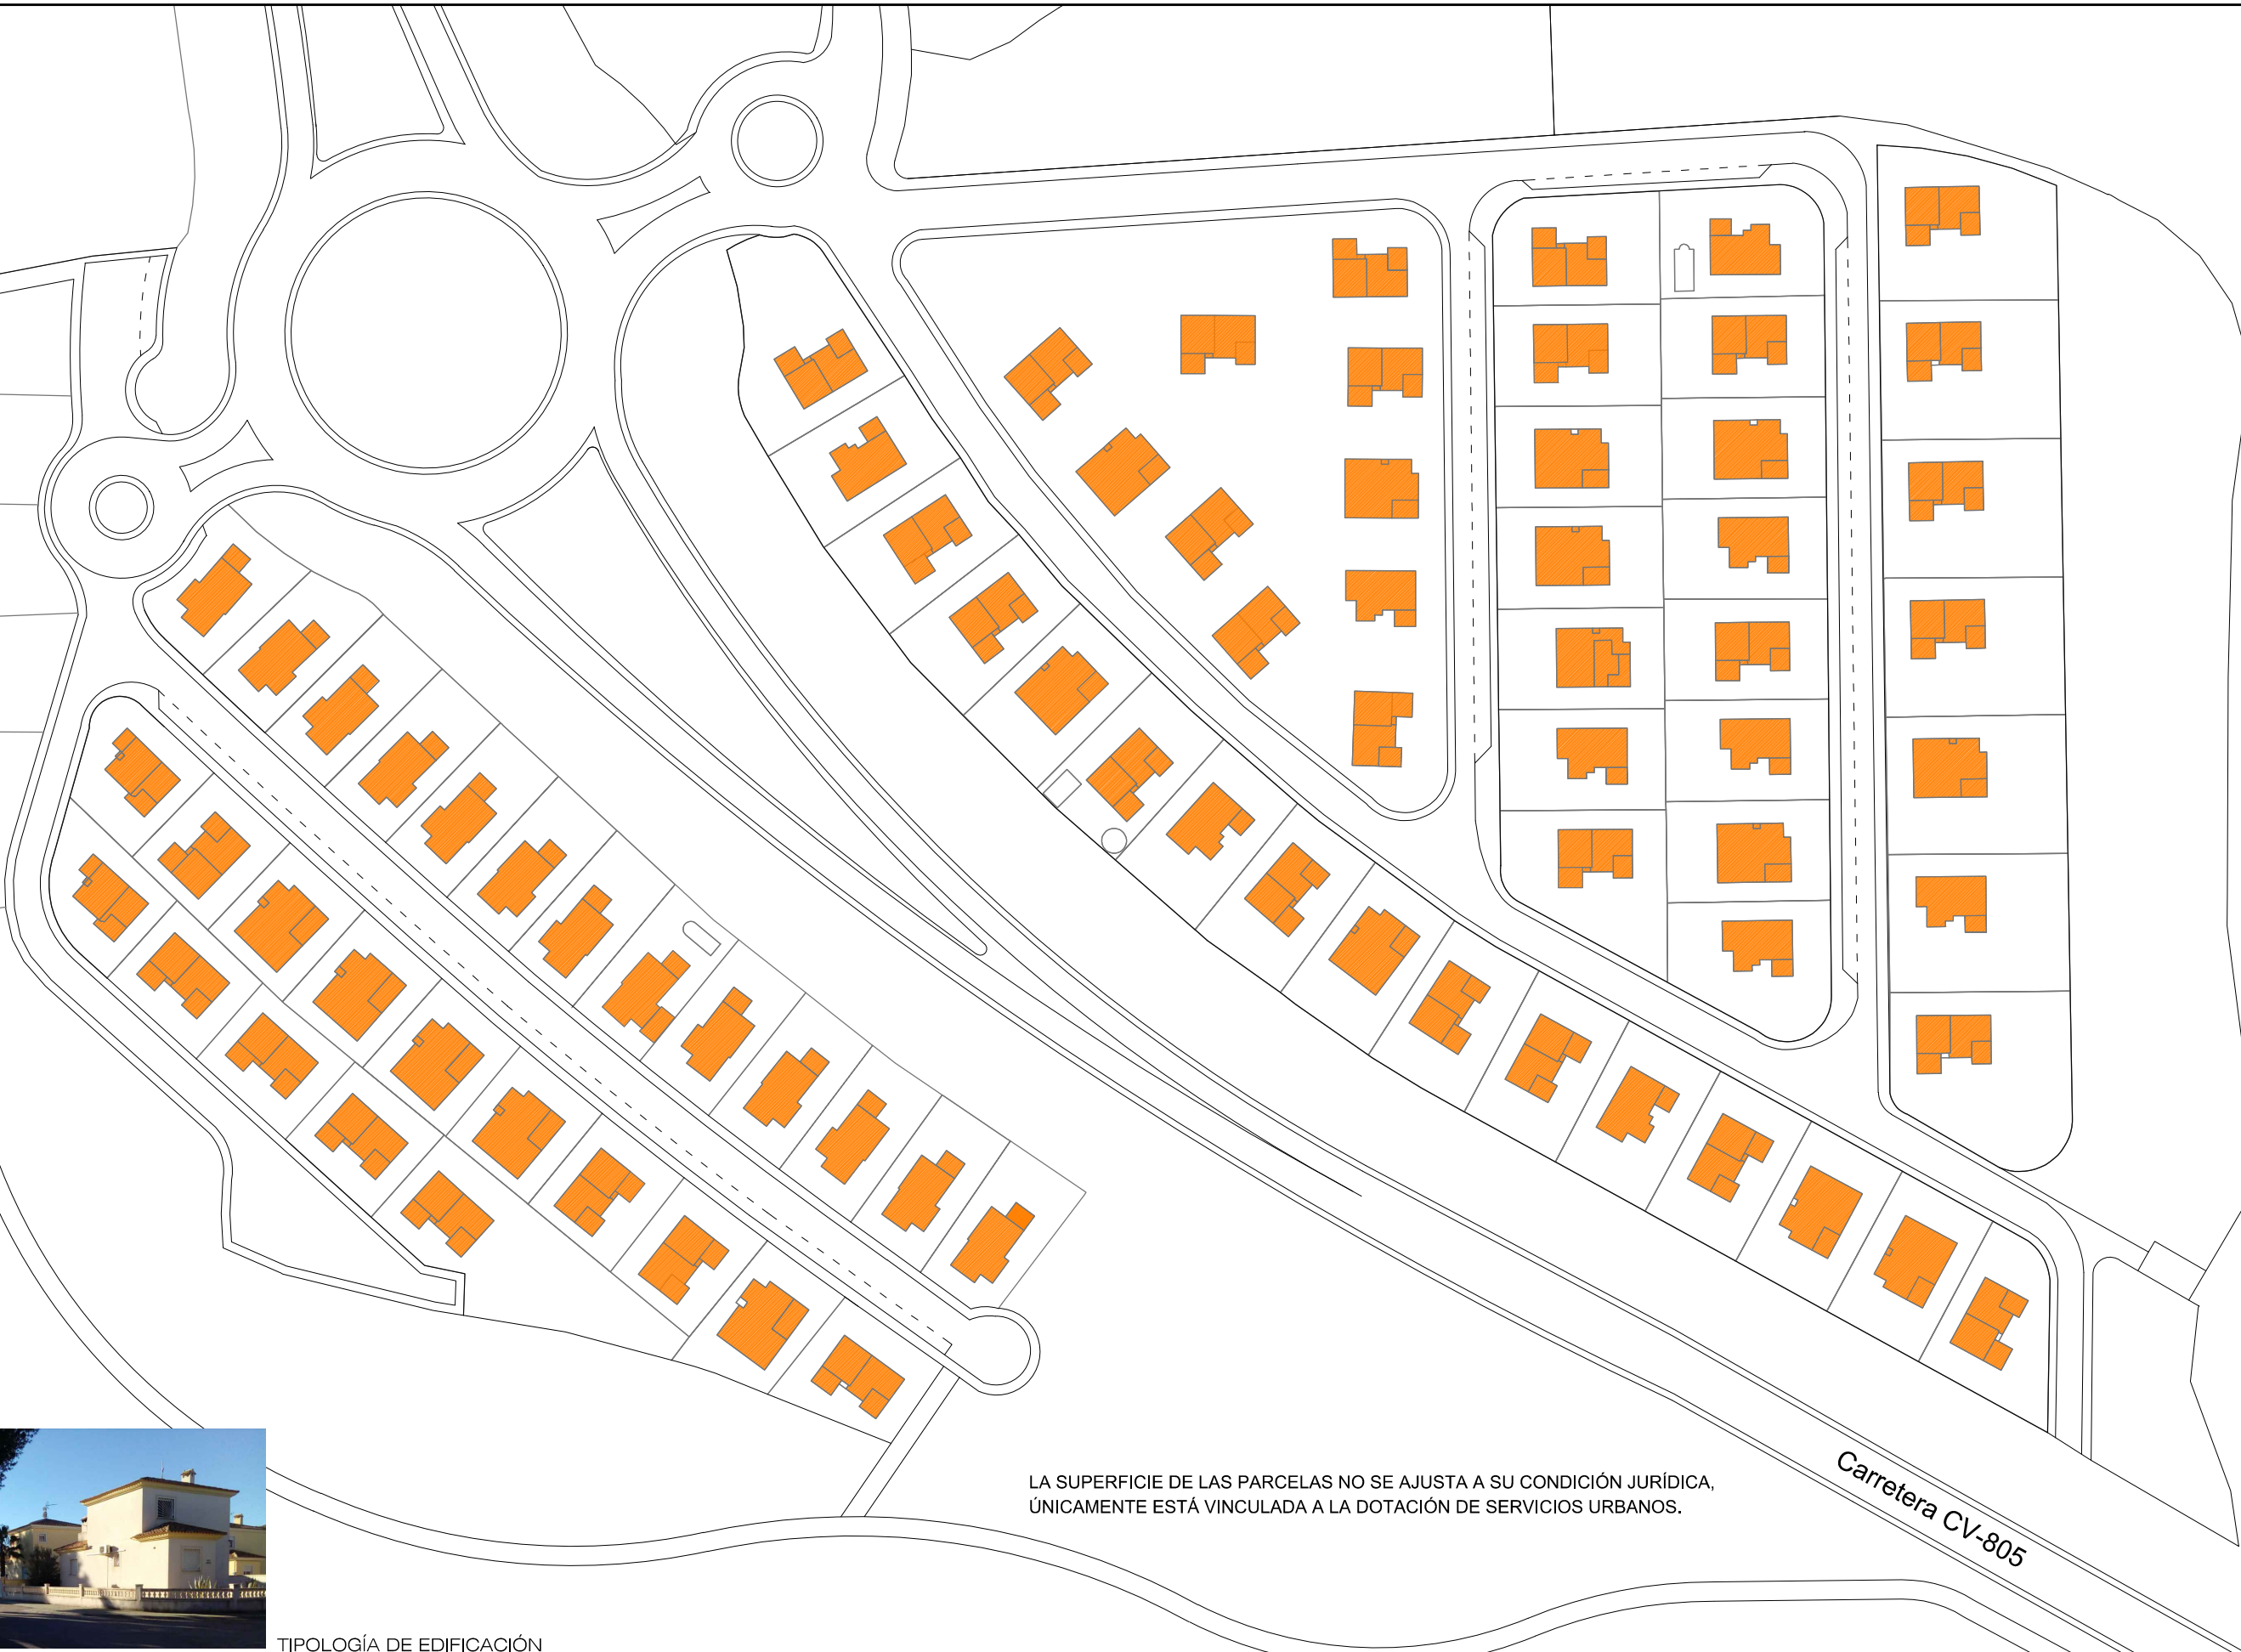 LA SUPERFICIE DE LAS PARCELAS NO SE AJUSTA A SU CONDICIÓN JURÍDICA,
ÚNICAMENTE ESTÁ VINCULADA A LA DOTACIÓN DE SERVICIOS URBANOS.
Carretera CV-805
TIPOLOGÍA DE EDIFICACIÓN